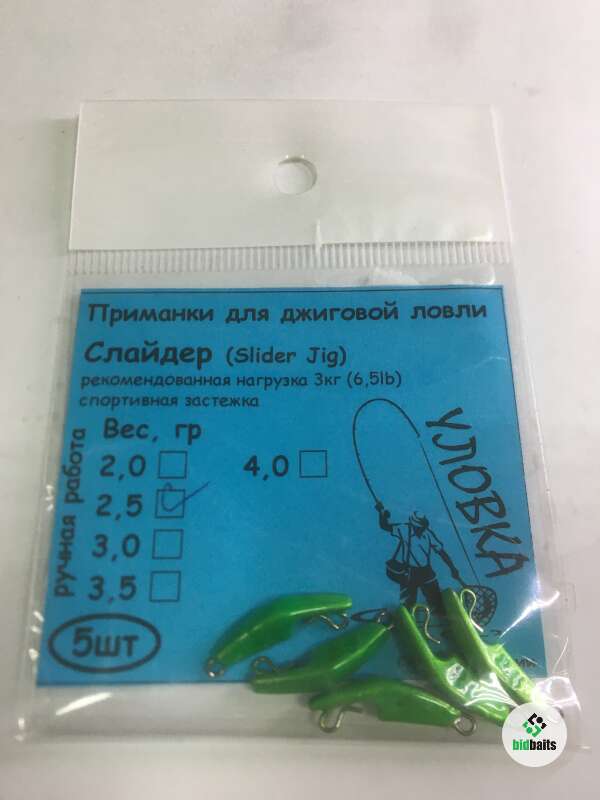 Приманки для джиговой ловли
Слайдер (Slider Jig)
рекомендованная нагрузка 3кг (6,5lb)
спортивная застежка
ручная работа
Вес, гр
2,0 4,0
2,5
3,0
3,5
5шт
УЛОВКА
bidbaits